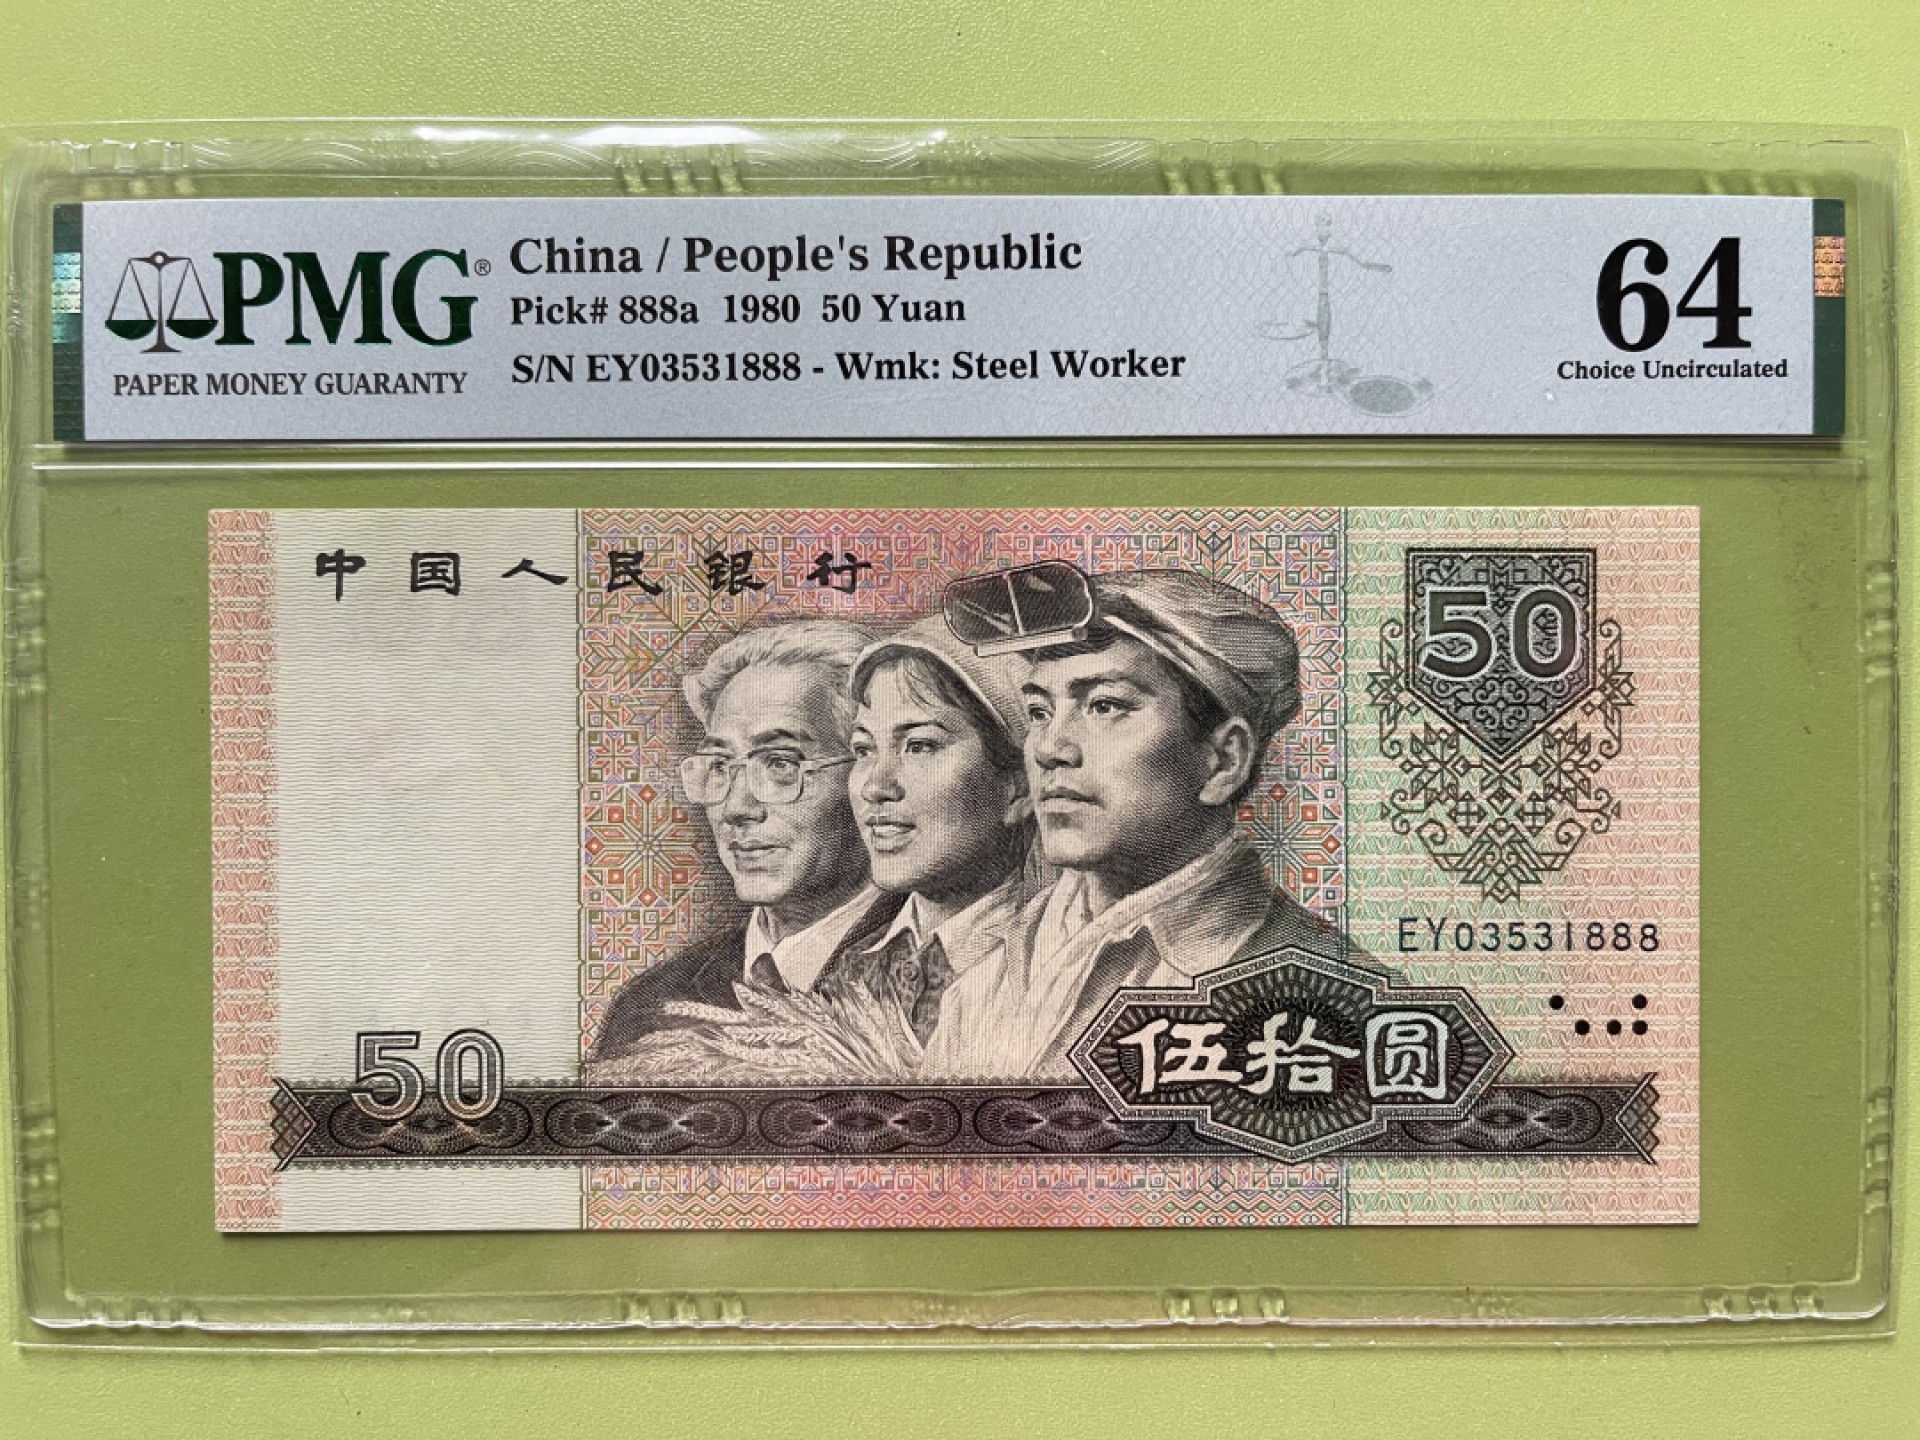 PMG®
PAPER MONEY GUARANTY
China / People's Republic
Pick# 888a 1980 50 Yuan
S/N EY03531888 - Wmk: Steel Worker
64
Choice Uncirculated
中国人民银行
50
EY03531888
50
伍拾圆